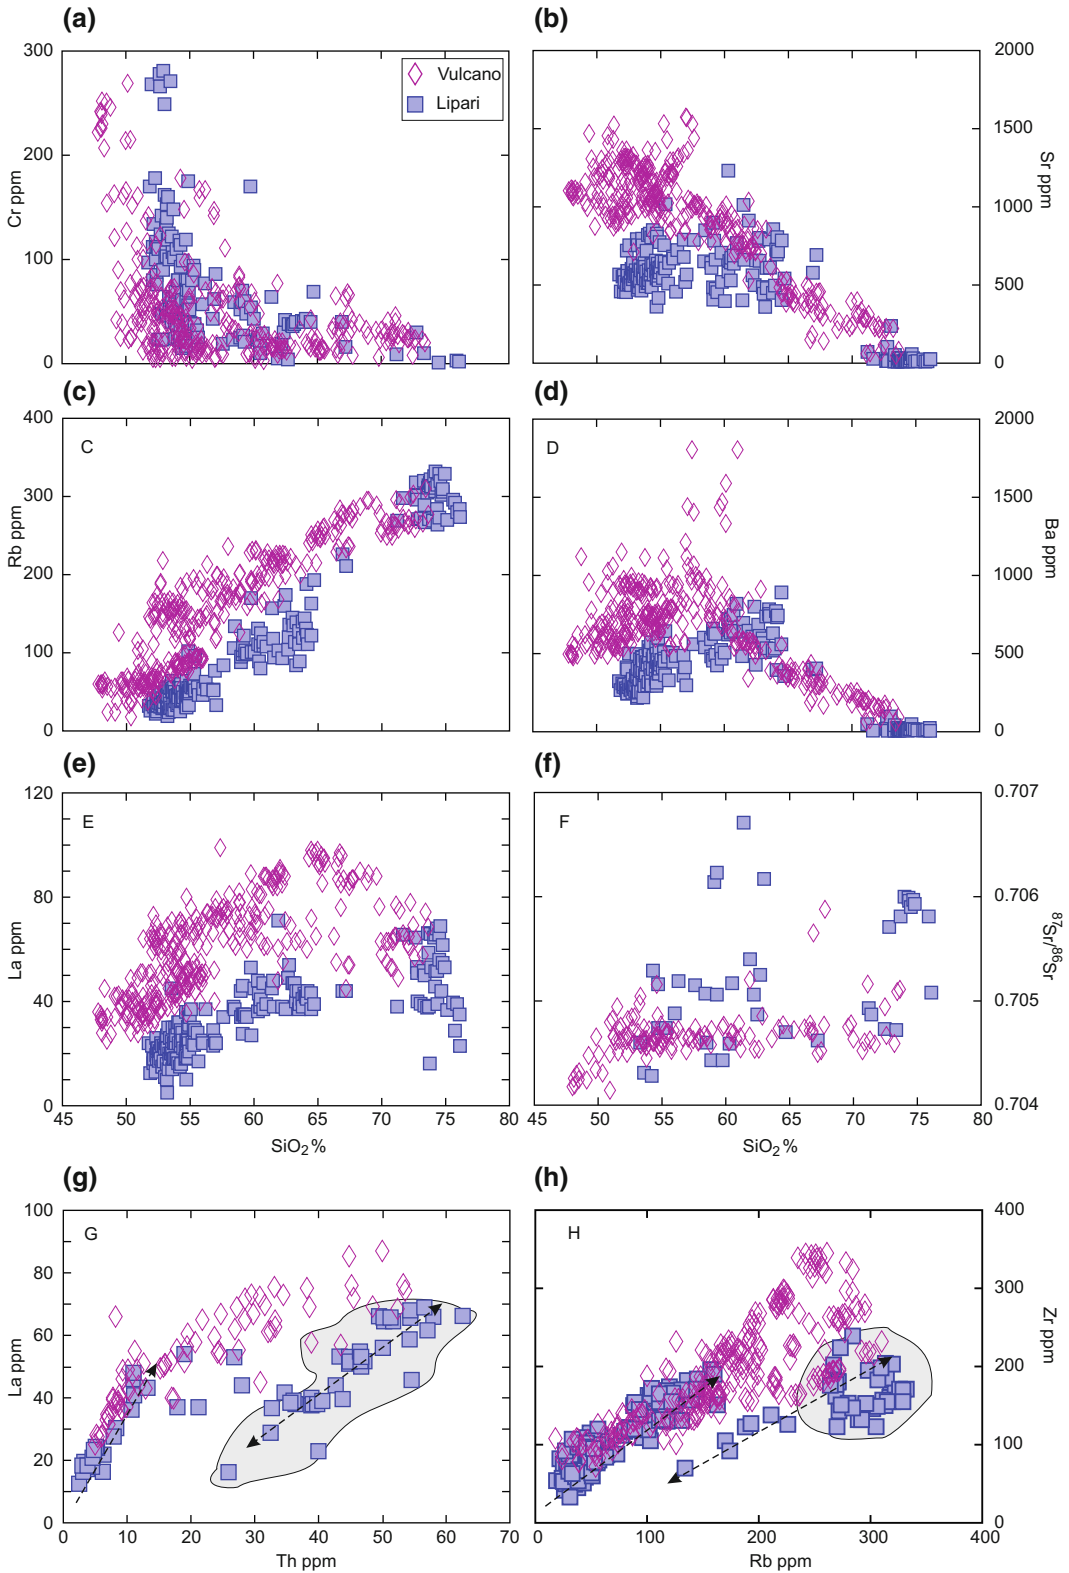 (a)
(b)
300
200
100
0
Cr ppm
Vulcano
Lipari
2000
1500
1000
500
0
Sr ppm
(c)
(d)
400
300
200
100
0
Rb ppm
C
D
2000
1500
1000
500
0
Ba ppm
(e)
(f)
120
80
40
0
La ppm
E
F
0.707
0.706
0.705
0.704
87Sr/86Sr
45 50 55 60 65 70 75 80
SiO2 %
45 50 55 60 65 70 75 80
SiO2 %
(g)
(h)
100
80
60
40
20
0
La ppm
G
H
400
300
200
100
0
Zr ppm
0 10 20 30 40 50 60 70
Th ppm
0 100 200 300 400
Rb ppm